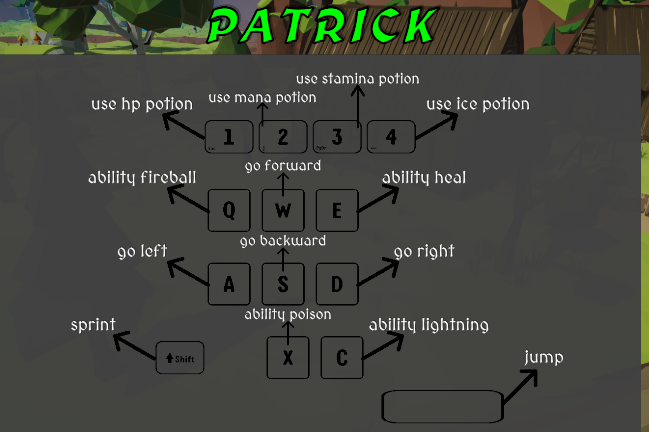 PATRICK
use stamina potion
use hp potion
use mana potion
use ice potion
1 2 3 4
go forward
ability fireball
ability heal
Q W E
go backward
go left
go right
A S D
ability poison
sprint
ability lightning
Shift
X C
jump